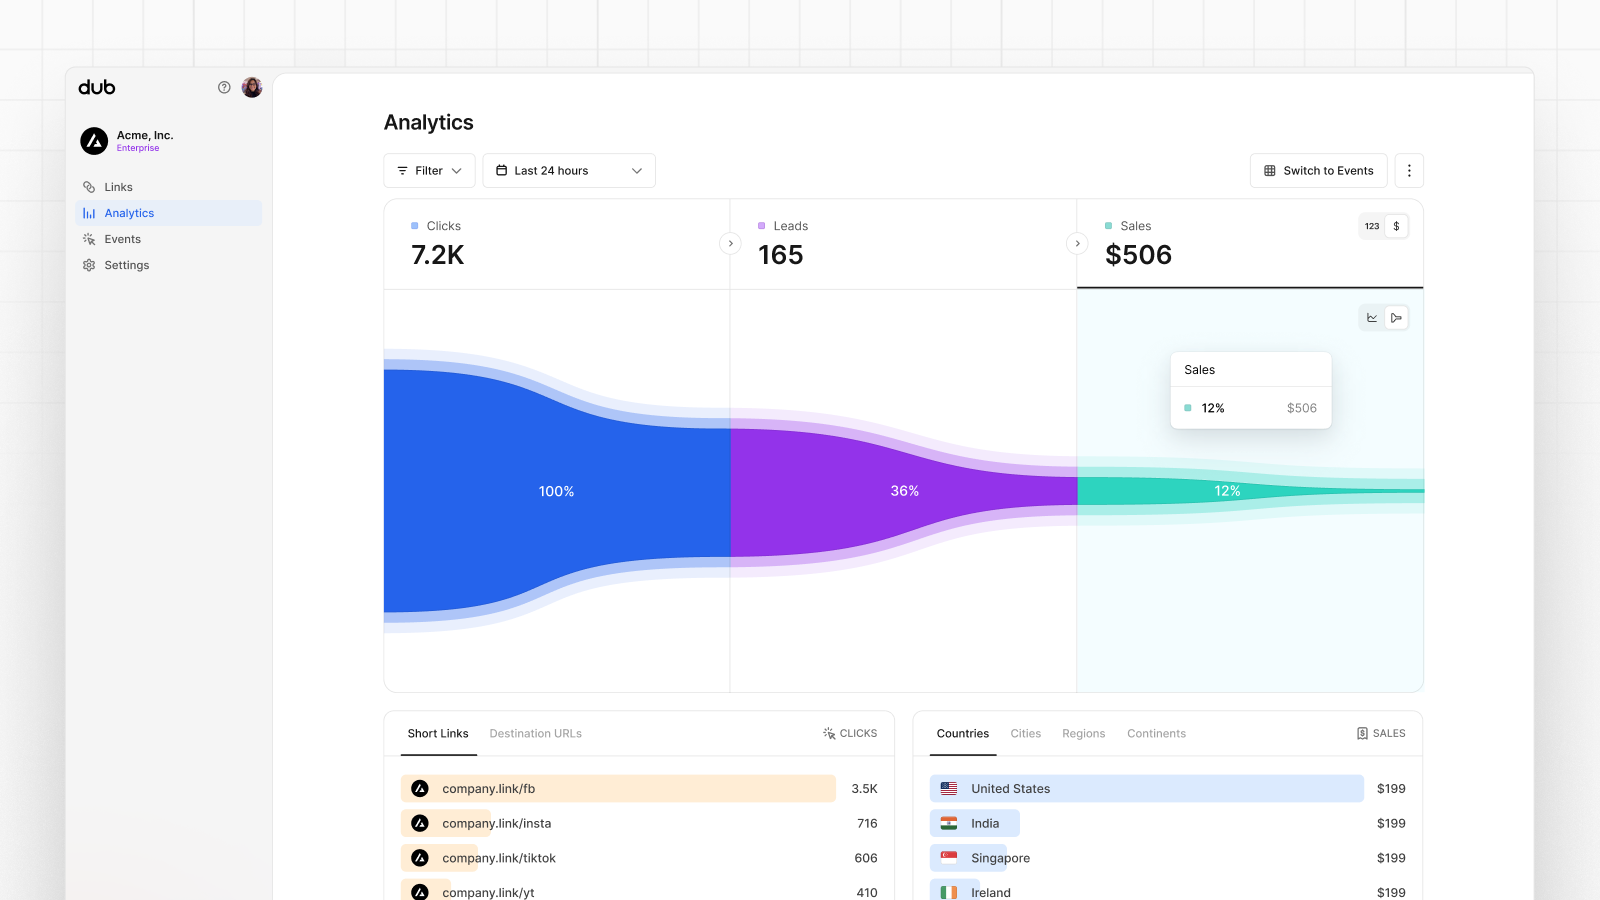 dub
Acme, Inc.
Enterprise
Links
Analytics
Events
Settings
Analytics
Filter
Last 24 hours
Switch to Events
Clicks
7.2K
Leads
165
Sales
$506
123 $
Sales
12% $506
100%
36%
12%
Short Links Destination URLs CLICKS
company.link/fb 3.5K
company.link/insta 716
company.link/tiktok 606
company.link/yt 410
Countries Cities Regions Continents SALES
United States $199
India $199
Singapore $199
Ireland $199